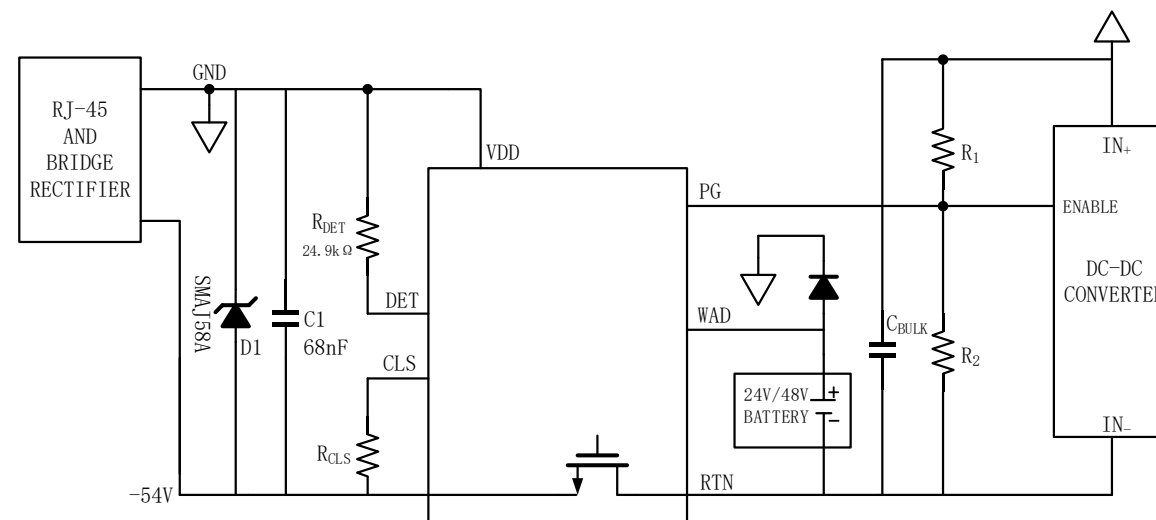 GND
RJ-45
AND
BRIDGE
RECTIFIER
VDD
R1
IN+
PG
ENABLE
RDET
24.9kΩ
DET
DC-DC
SMAJ58A
D1
C1
68nF
WAD
CBULK
R2
CLS
24V/48V
BATTERY
+
−
RCLS
IN−
-54V
RTN